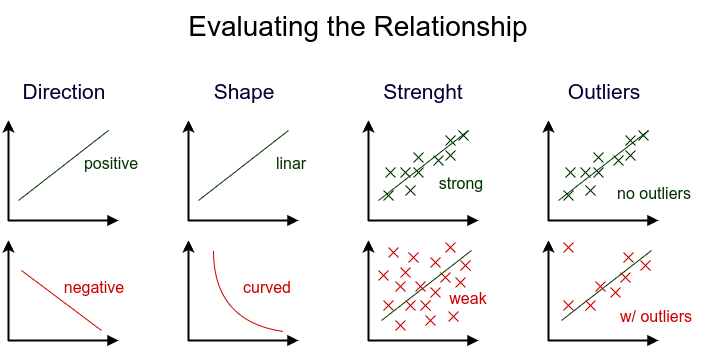 Evaluating the Relationship
Direction
Shape
Strenght
Outliers
positive
linar
strong
no outliers
negative
curved
weak
w/ outliers